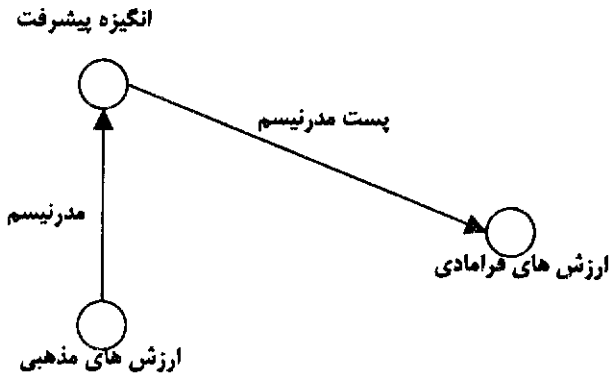 انگیزه پیشرفت
پست مدرنیسم
مدرنیسم
ارزش های فرامادی
ارزش های مذهبی